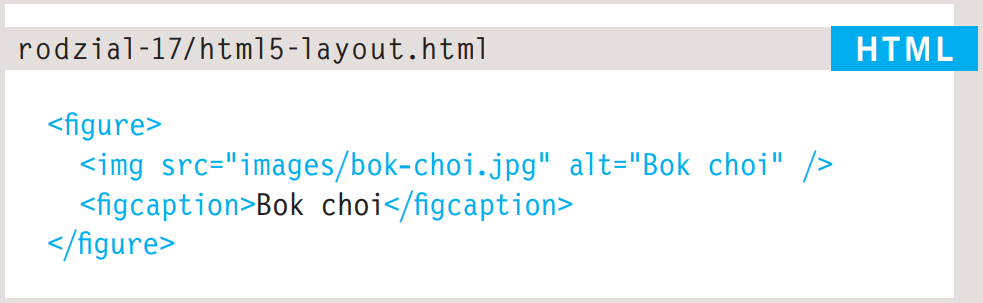 rodzial-17/html5-layout.html
HTML
<figure>
<img src="images/bok-choi.jpg" alt="Bok choi" />
<figcaption>Bok choi</figcaption>
</figure>